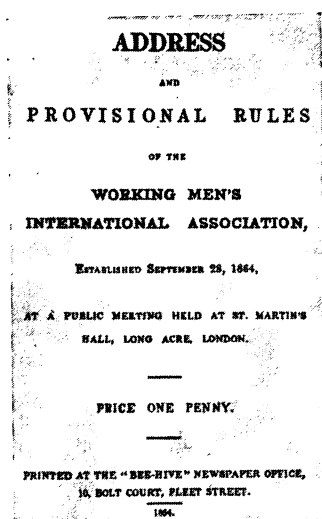 ADDRESS
AND
PROVISIONAL RULES
OF THE
WORKING MEN'S
INTERNATIONAL ASSOCIATION,
ESTABLISHED SEPTEMBER 28, 1864,
AT A PUBLIC MEETING HELD AT ST. MARTIN'S
HALL, LONG ACRE, LONDON.
PRICE ONE PENNY.
PRINTED AT THE "BEE-HIVE" NEWSPAPER OFFICE,
10, BOLT COURT, FLEET STREET.
1864.